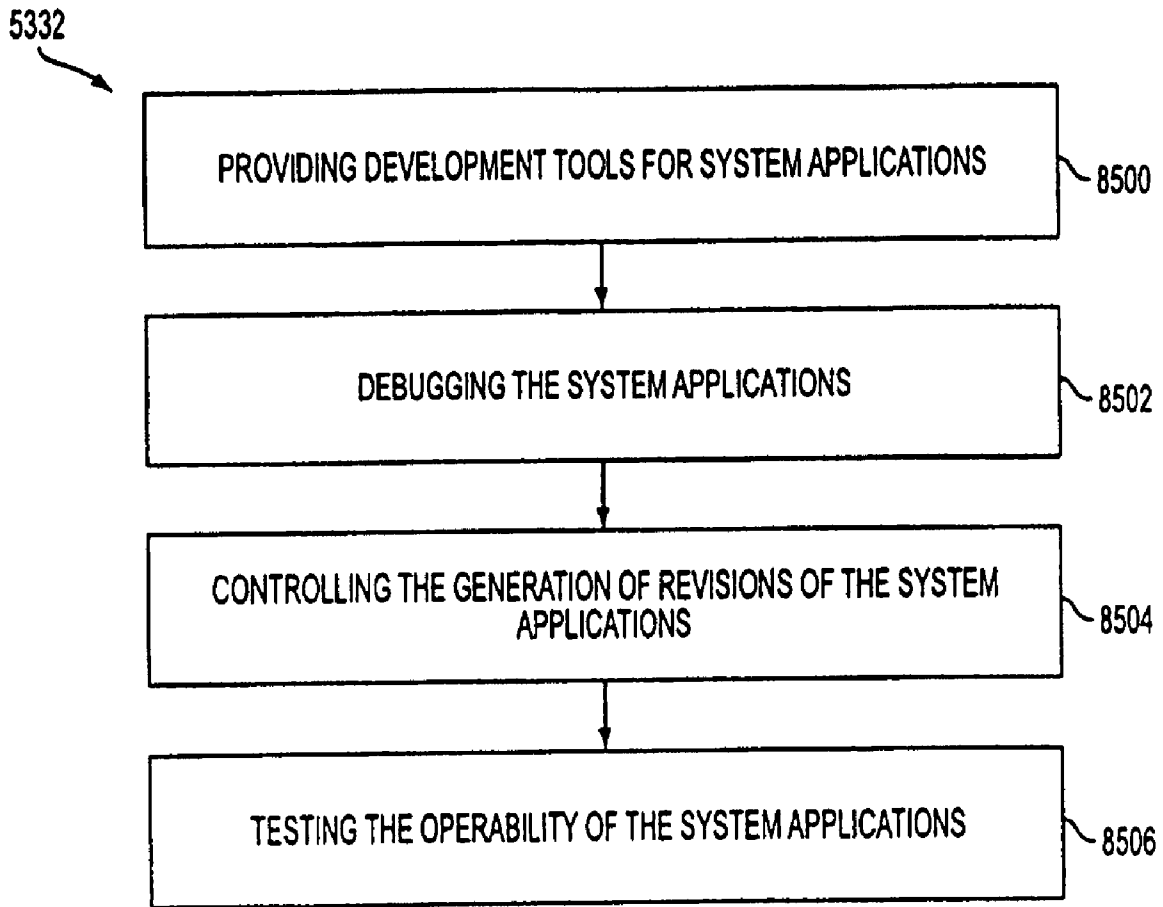 5332
PROVIDING DEVELOPMENT TOOLS FOR SYSTEM APPLICATIONS
8500
DEBUGGING THE SYSTEM APPLICATIONS
8502
CONTROLLING THE GENERATION OF REVISIONS OF THE SYSTEM
APPLICATIONS
8504
TESTING THE OPERABILITY OF THE SYSTEM APPLICATIONS
8506